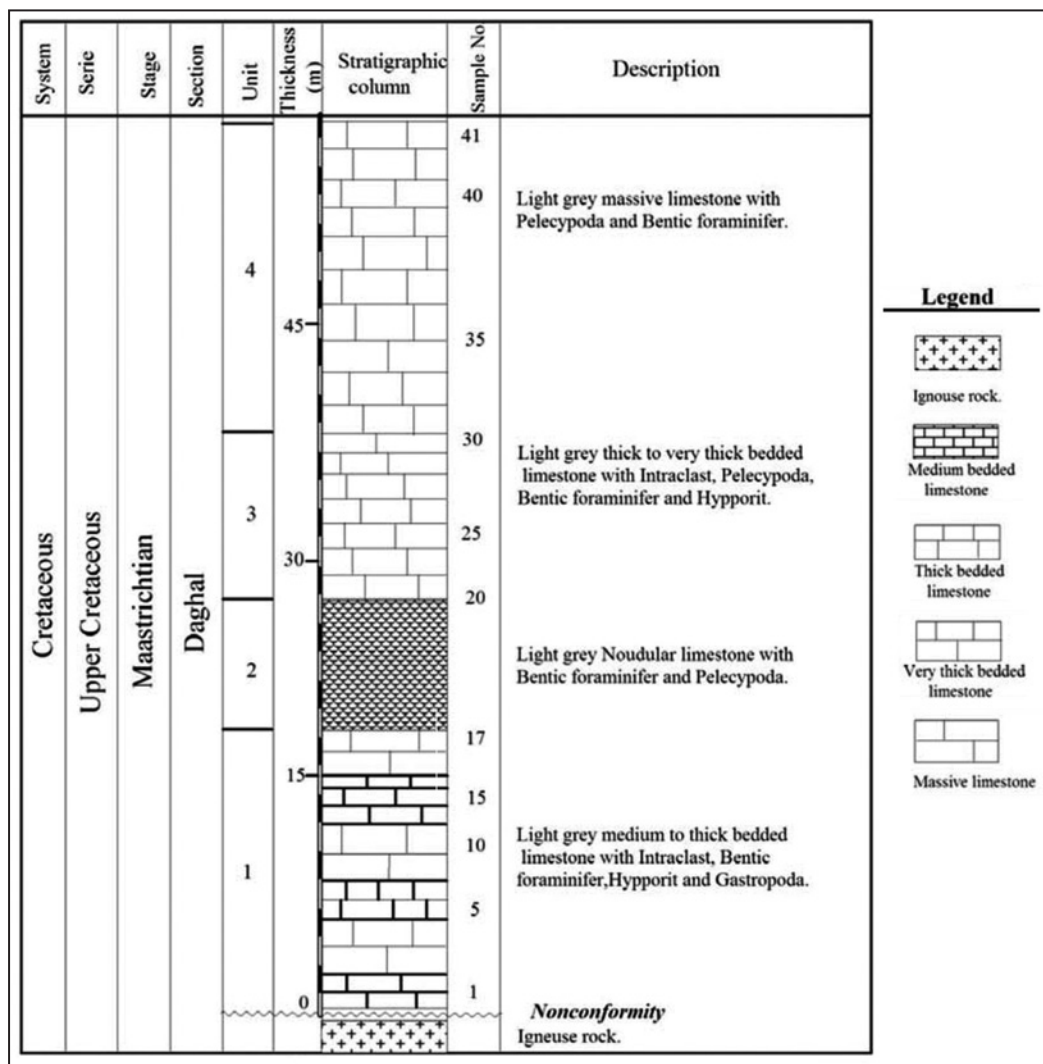 System
Serie
Stage
Section
Unit
Thickness
(m)
Stratigraphic
column
Sample No
Description
Cretaceous
Upper Cretaceous
Maastrichtian
Daghal
4
3
2
1
45
30
15
0
41
40
35
30
25
20
17
15
10
5
1
Light grey massive limestone with
Pelecypoda and Bentic foraminifer.
Light grey thick to very thick bedded
limestone with Intraclast, Pelecypoda,
Bentic foraminifer and Hypporit.
Light grey Noudular limestone with
Bentic foraminifer and Pelecypoda.
Light grey medium to thick bedded
limestone with Intraclast, Bentic
foraminifer,Hypporit and Gastropoda.
Nonconformity
Igneuse rock.
Legend
Ignouse rock.
Medium bedded
limestone
Thick bedded
limestone
Very thick bedded
limestone
Massive limestone